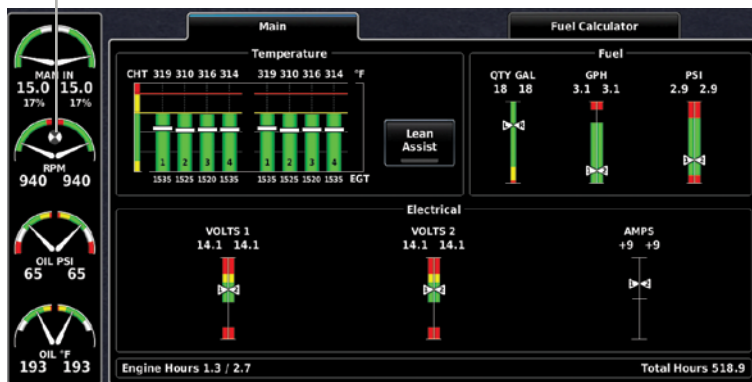 MAN IN
15.0 15.0
17% 17%
RPM
940 940
OIL PSI
65 65
OIL °F
193 193
Main
Fuel Calculator
Temperature
CHT 319 310 316 314 319 310 316 314 °F
1 2 3 4 1 2 3 4
1535 1525 1520 1535 1535 1525 1520 1535 EGT
Lean
Assist
Fuel
QTY GAL GPH PSI
18 18 3.1 3.1 2.9 2.9
Electrical
VOLTS 1 VOLTS 2 AMPS
14.1 14.1 14.1 14.1 +9 +9
Engine Hours 1.3 / 2.7 Total Hours 518.9